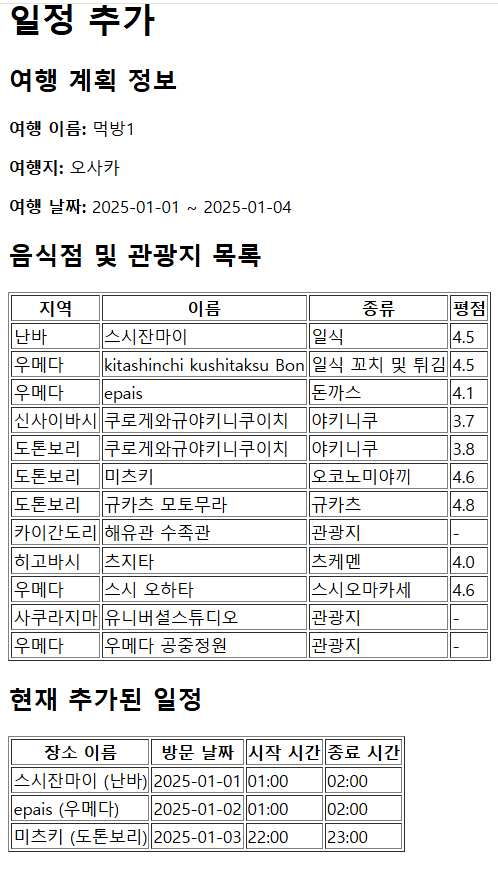 일정 추가
여행 계획 정보
여행 이름: 먹방1
여행지: 오사카
여행 날짜: 2025-01-01 ~ 2025-01-04
음식점 및 관광지 목록
지역 이름 종류 평점
난바 스시잔마이 일식 4.5
우메다 kitashinchi kushitaksu Bon 일식 꼬치 및 튀김 4.5
우메다 epais 돈까스 4.1
신사이바시 쿠로게와규야키니쿠이치 야키니쿠 3.7
도톤보리 쿠로게와규야키니쿠이치 야키니쿠 3.8
도톤보리 미츠키 오코노미야끼 4.6
도톤보리 규카츠 모토무라 규카츠 4.8
카이간도리 해유관 수족관 관광지 -
히고바시 츠지타 츠케멘 4.0
우메다 스시 오하타 스시오마카세 4.6
사쿠라지마 유니버셜스튜디오 관광지 -
우메다 우메다 공중정원 관광지 -
현재 추가된 일정
장소 이름 방문 날짜 시작 시간 종료 시간
스시잔마이 (난바) 2025-01-01 01:00 02:00
epais (우메다) 2025-01-02 01:00 02:00
미츠키 (도톤보리) 2025-01-03 22:00 23:00